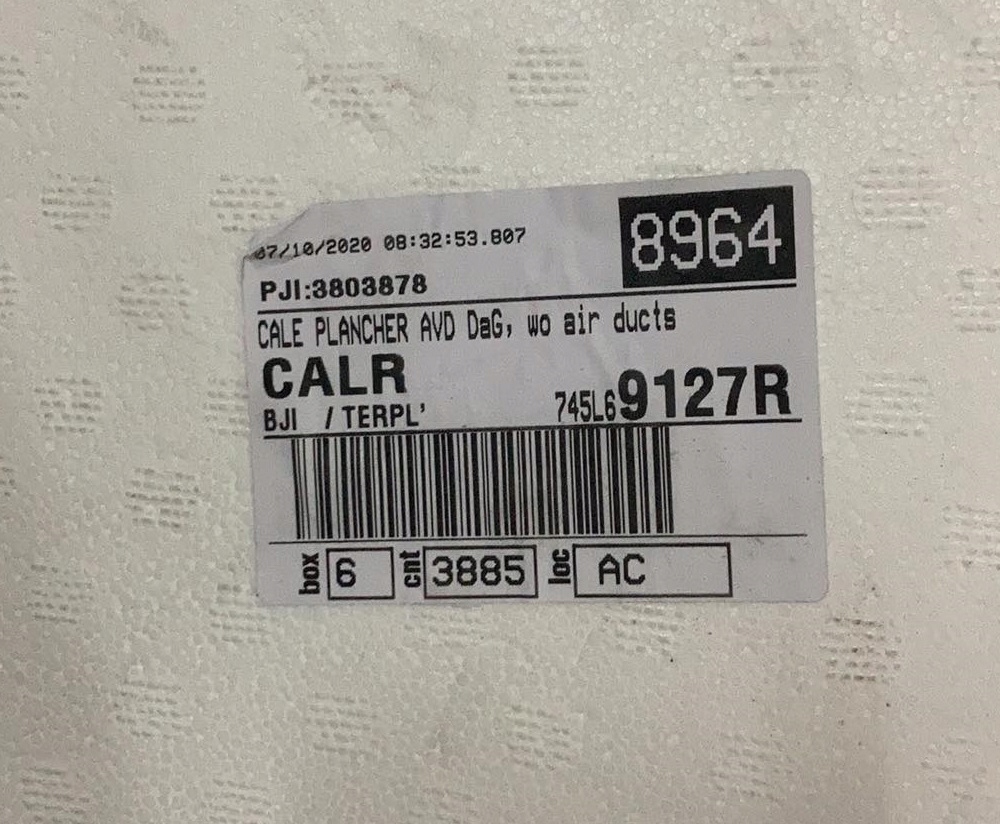 07/10/2020 08:32:53.807
8964
PJI:3803878
CALE PLANCHER AVD DaG, wo air ducts
CALR
BJI / TERPL' 745L69127R
box 6 cnt 3885 loc AC